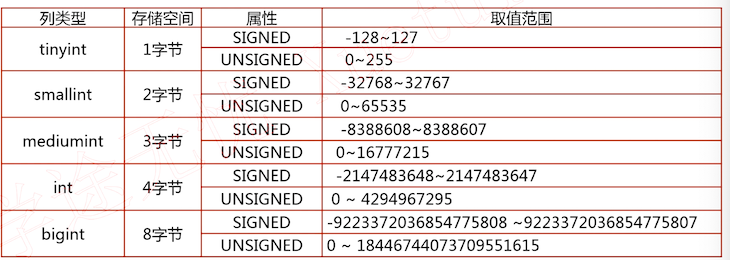 列类型 存储空间 属性 取值范围
tinyint 1字节 SIGNED -128~127
UNSIGNED 0~255
smallint 2字节 SIGNED -32768~32767
UNSIGNED 0~65535
mediumint 3字节 SIGNED -8388608~8388607
UNSIGNED 0~16777215
int 4字节 SIGNED -2147483648~2147483647
UNSIGNED 0 ~ 4294967295
bigint 8字节 SIGNED -9223372036854775808 ~9223372036854775807
UNSIGNED 0 ~ 18446744073709551615